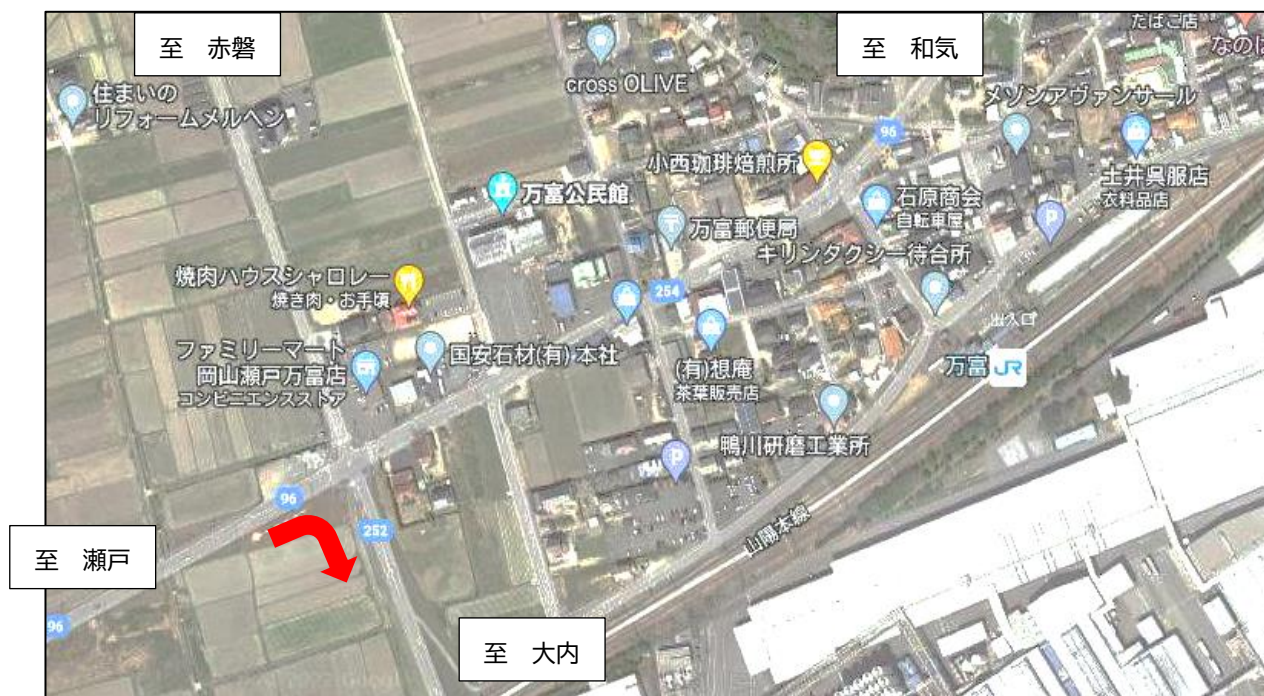 至　赤磐
至　和気
たばこ店
なのは
cross OLIVE
住まいの
リフォームメルヘン
メゾンアヴァンサール
96
小西珈琲焙煎所
土井呉服店
衣料品店
万富公民館
石原商会
自転車屋
万富郵便局
P
キリンタクシー待合所
焼肉ハウスシャロレー
焼き肉・お手頃
254
出入口
ファミリーマート
岡山瀬戸万富店
コンビニエンスストア
国安石材(有)本社
(有)想庵
茶葉販売店
万富 JR
鴨川研磨工業所
P
96
252
山陽本線
至　瀬戸
96
至　大内